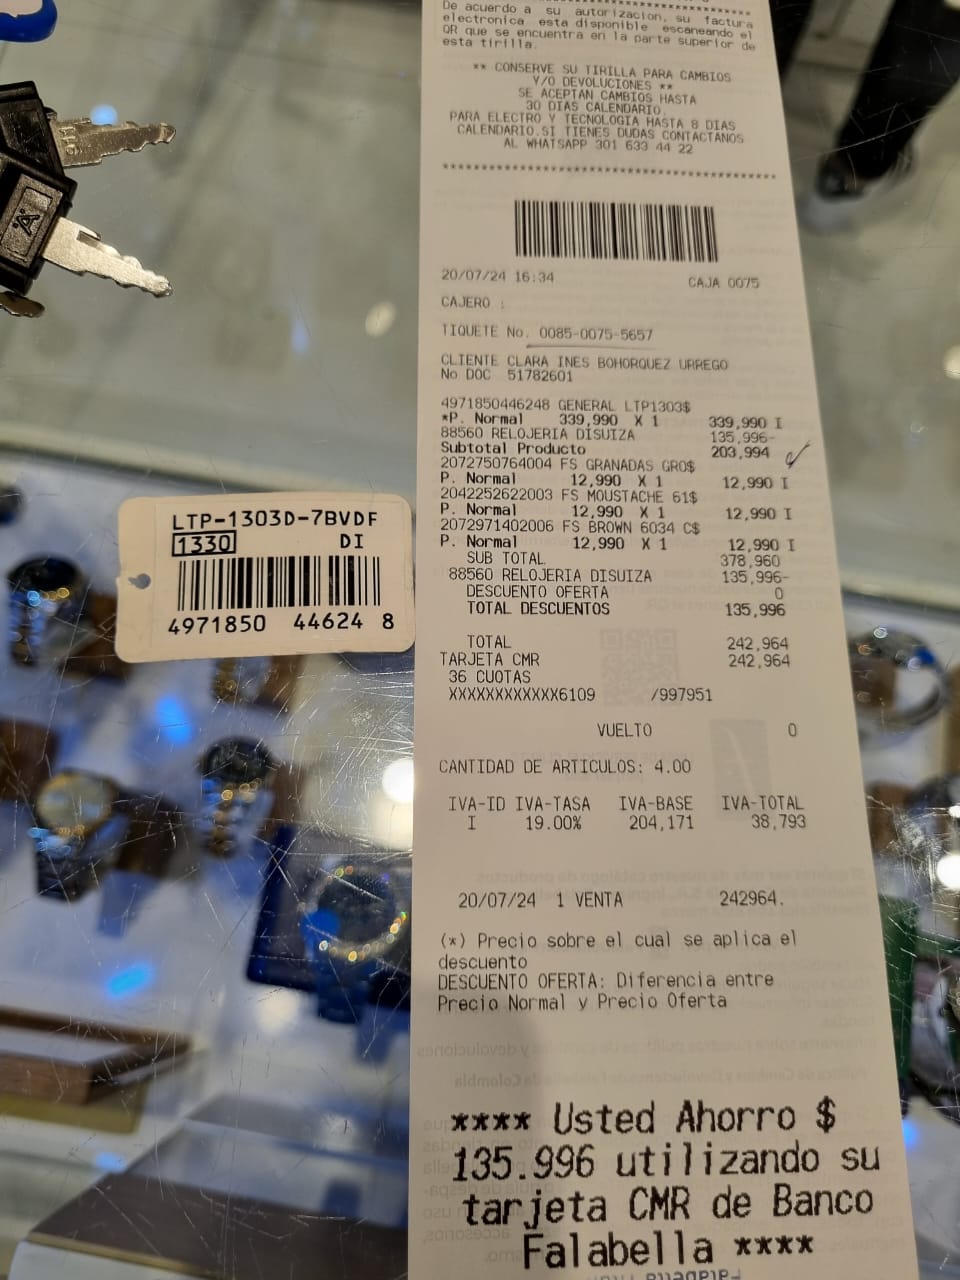 De acuerdo a su autorizacion, su factura
electronica esta disponible escaneando el
QR que se encuentra en la parte superior de
esta tirilla.
** CONSERVE SU TIRILLA PARA CAMBIOS
Y/O DEVOLUCIONES **
SE ACEPTAN CAMBIOS HASTA
30 DIAS CALENDARIO.
PARA ELECTRO Y TECNOLOGIA HASTA 8 DIAS
CALENDARIO.SI TIENES DUDAS CONTACTANOS
AL WHATSAPP 301 633 44 22
20/07/24 16:34 CAJA 0075
CAJERO :
TIQUETE No. 0085-0075-5657
CLIENTE CLARA INES BOHORQUEZ URREGO
No DOC 51782601
4971850446248 GENERAL LTP1303$
*P. Normal 339,990 X 1 339,990 I
88560 RELOJERIA DISUIZA 135,996-
Subtotal Producto 203,994
2072750764004 FS GRANADAS GRO$
P. Normal 12,990 X 1 12,990 I
2042252622003 FS MOUSTACHE 61$
P. Normal 12,990 X 1 12,990 I
2072971402006 FS BROWN 6034 C$
P. Normal 12,990 X 1 12,990 I
SUB TOTAL 378,960
88560 RELOJERIA DISUIZA 135,996-
DESCUENTO OFERTA 0
TOTAL DESCUENTOS 135,996
TOTAL 242,964
TARJETA CMR 242,964
36 CUOTAS
XXXXXXXXXXXX6109 /997951
VUELTO 0
CANTIDAD DE ARTICULOS: 4.00
IVA-ID IVA-TASA IVA-BASE IVA-TOTAL
I 19.00% 204,171 38,793
20/07/24 1 VENTA 242964.
(*) Precio sobre el cual se aplica el
descuento
DESCUENTO OFERTA: Diferencia entre
Precio Normal y Precio Oferta
**** Usted Ahorro $
135.996 utilizando su
tarjeta CMR de Banco
Falabella ****
LTP-1303D-7BVDF
1330 DI
4971850 44624 8